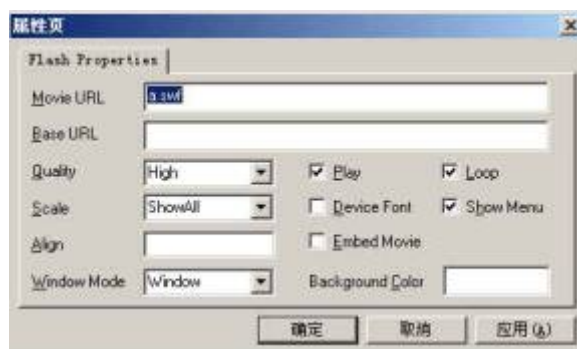 属性页
Flash Properties
Movie URL a.swf
Base URL
Quality High Play Loop
Scale ShowAll Device Font Show Menu
Align Embed Movie
Window Mode Window Background Color
确定 取消 应用(A)